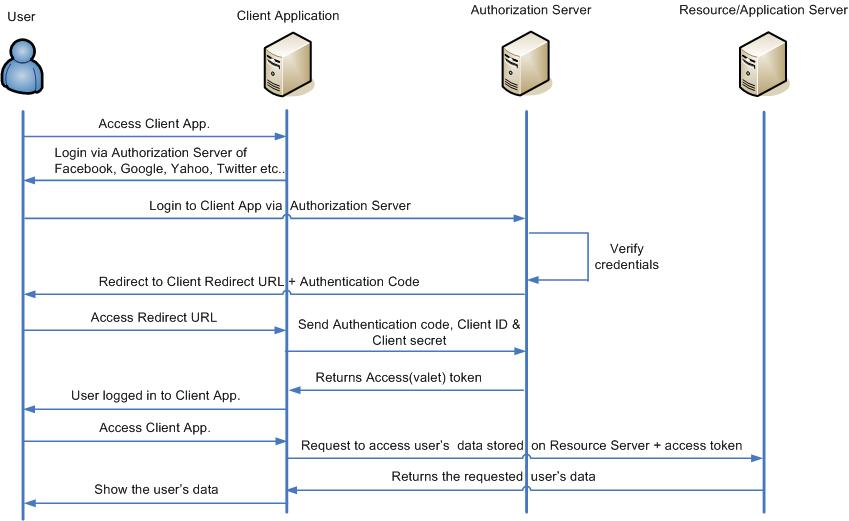 User
Client Application
Authorization Server
Resource/Application Server
Access Client App.
Login via Authorization Server of
Facebook, Google, Yahoo, Twitter etc..
Login to Client App via Authorization Server
Verify
credentials
Redirect to Client Redirect URL + Authentication Code
Access Redirect URL
Send Authentication code, Client ID &
Client secret
Returns Access(valet) token
User logged in to Client App.
Access Client App.
Request to access user's data stored on Resource Server + access token
Returns the requested user's data
Show the user's data